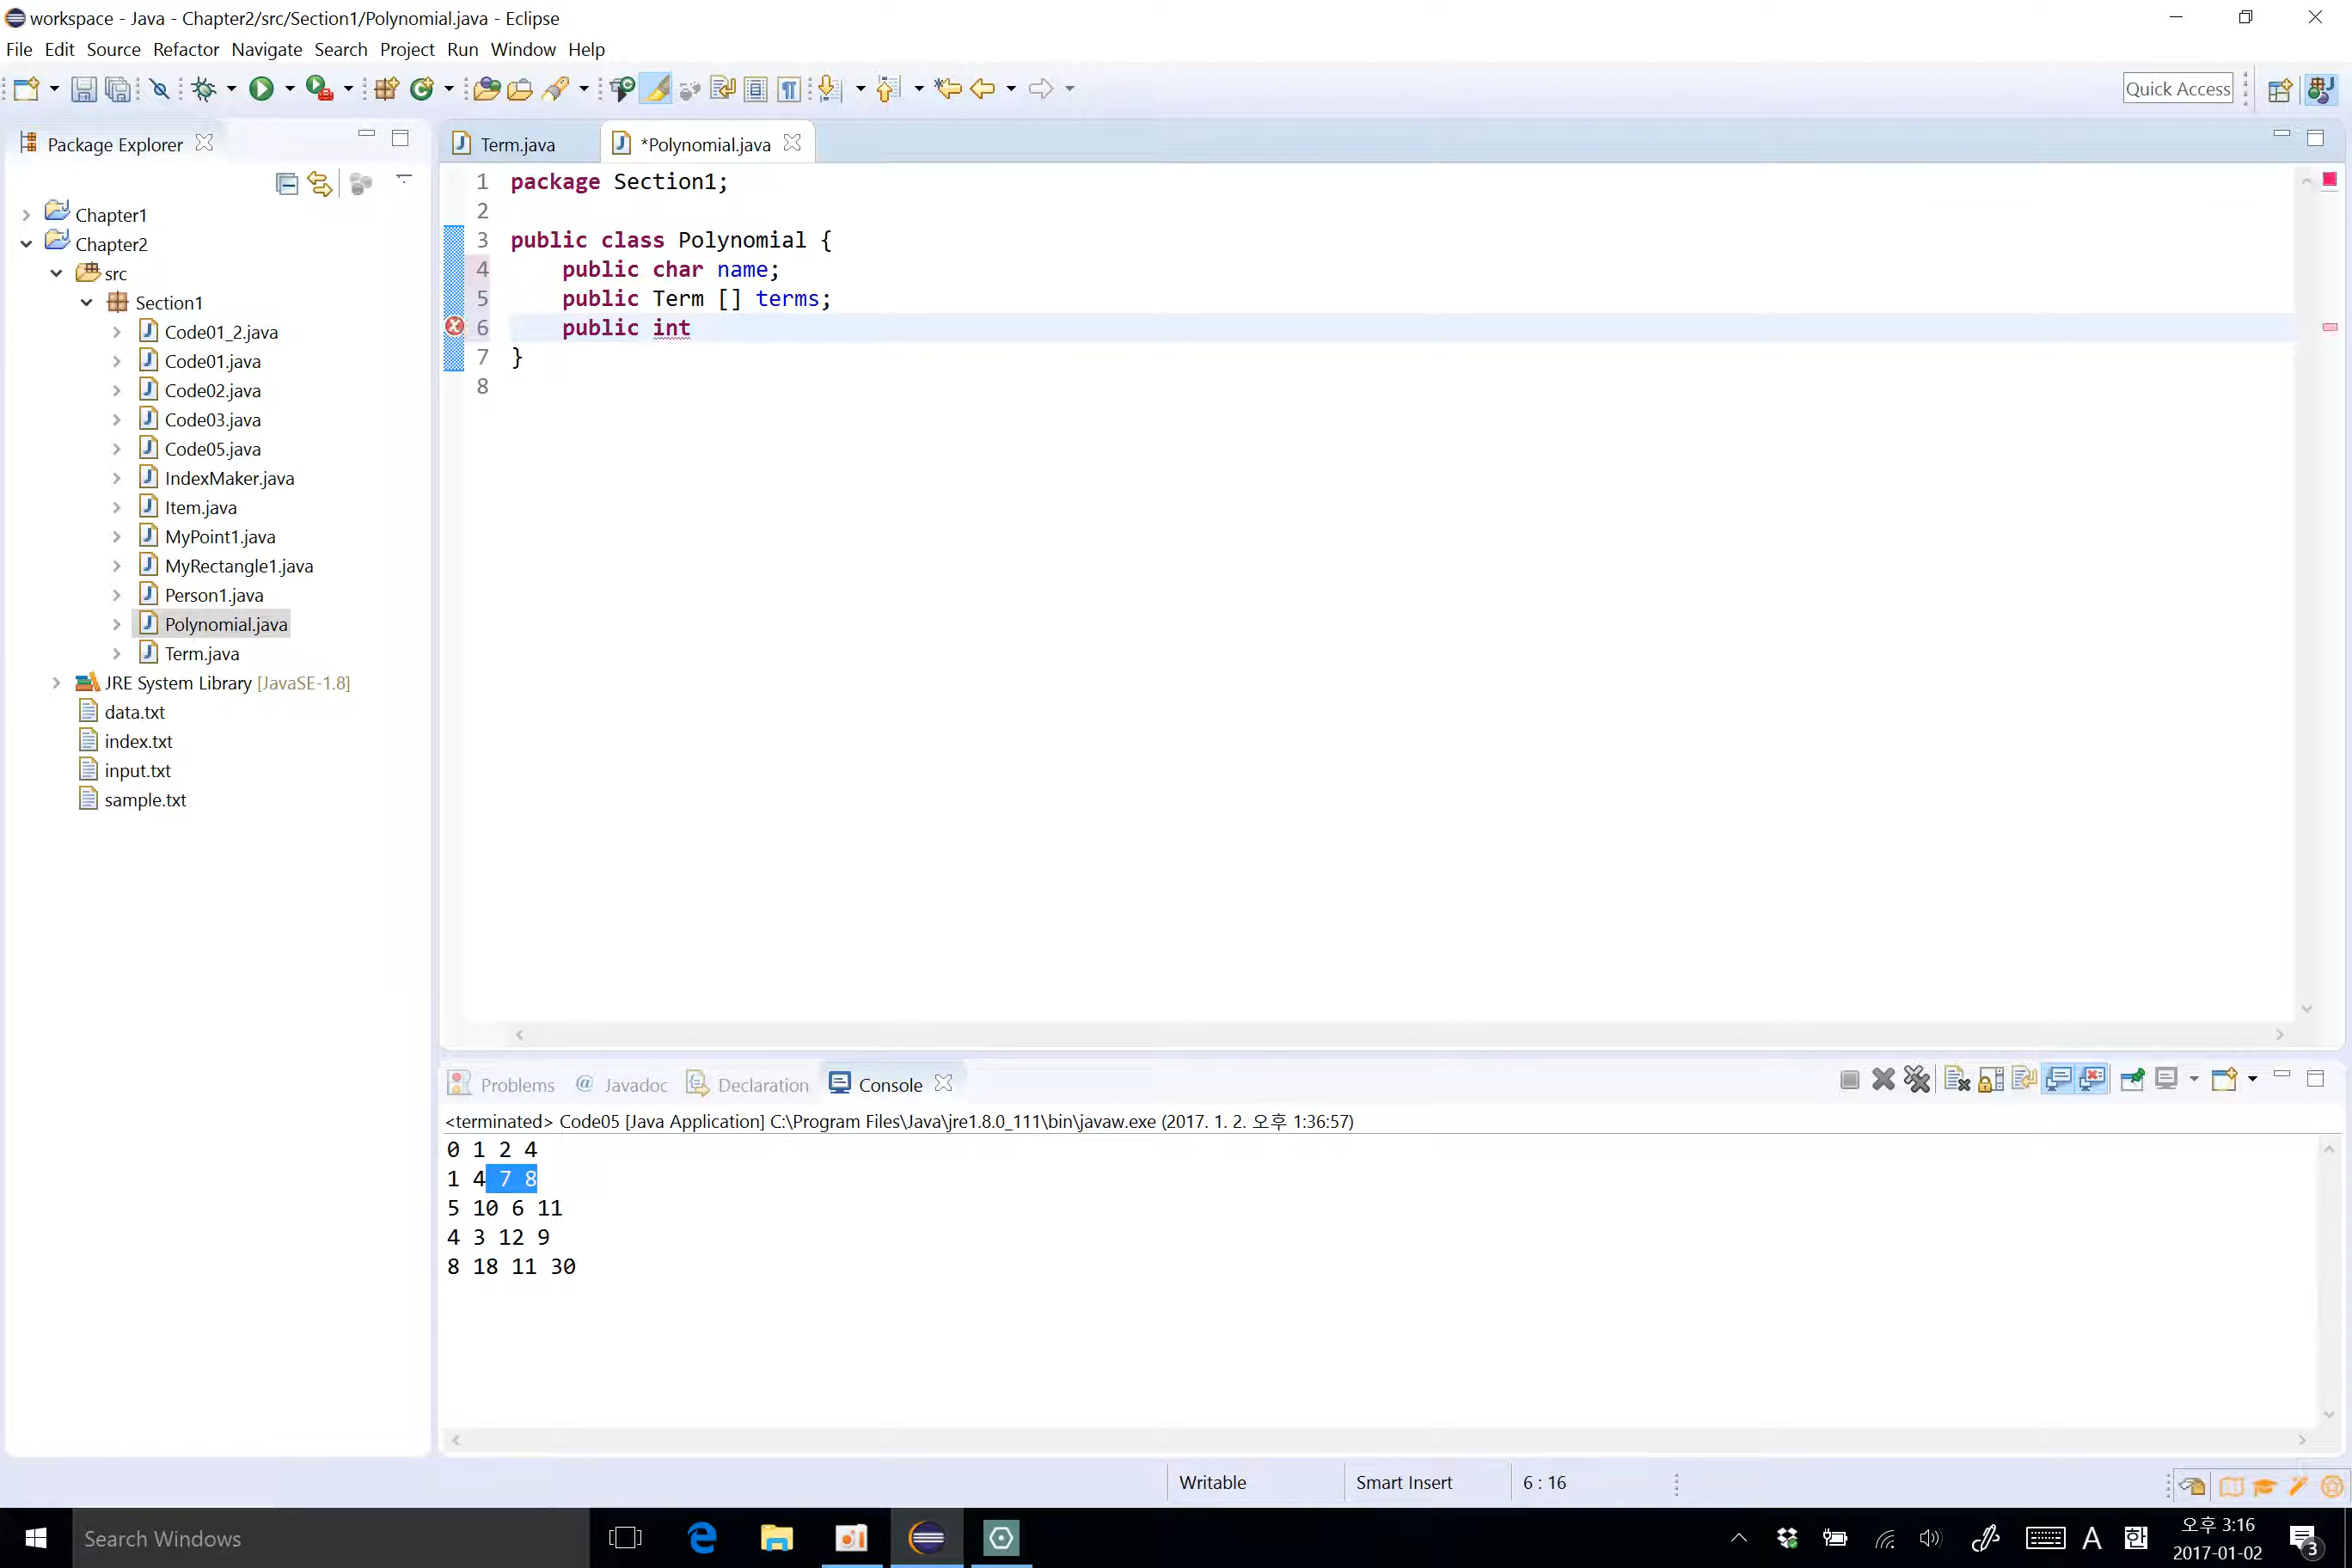 workspace - Java - Chapter2/src/Section1/Polynomial.java - Eclipse
File Edit Source Refactor Navigate Search Project Run Window Help
Quick Access
Package Explorer
Chapter1
Chapter2
src
Section1
Code01_2.java
Code01.java
Code02.java
Code03.java
Code05.java
IndexMaker.java
Item.java
MyPoint1.java
MyRectangle1.java
Person1.java
Polynomial.java
Term.java
JRE System Library [JavaSE-1.8]
data.txt
index.txt
input.txt
sample.txt
Term.java *Polynomial.java
1 package Section1;
2
3 public class Polynomial {
4 public char name;
5 public Term [] terms;
6 public int
7 }
8
Problems @ Javadoc Declaration Console
<terminated> Code05 [Java Application] C:\Program Files\Java\jre1.8.0_111\bin\javaw.exe (2017. 1. 2. 오후 1:36:57)
0 1 2 4
1 4 7 8
5 10 6 11
4 3 12 9
8 18 11 30
Writable Smart Insert 6 : 16
Search Windows
A 한 오후 3:16
2017-01-02
3